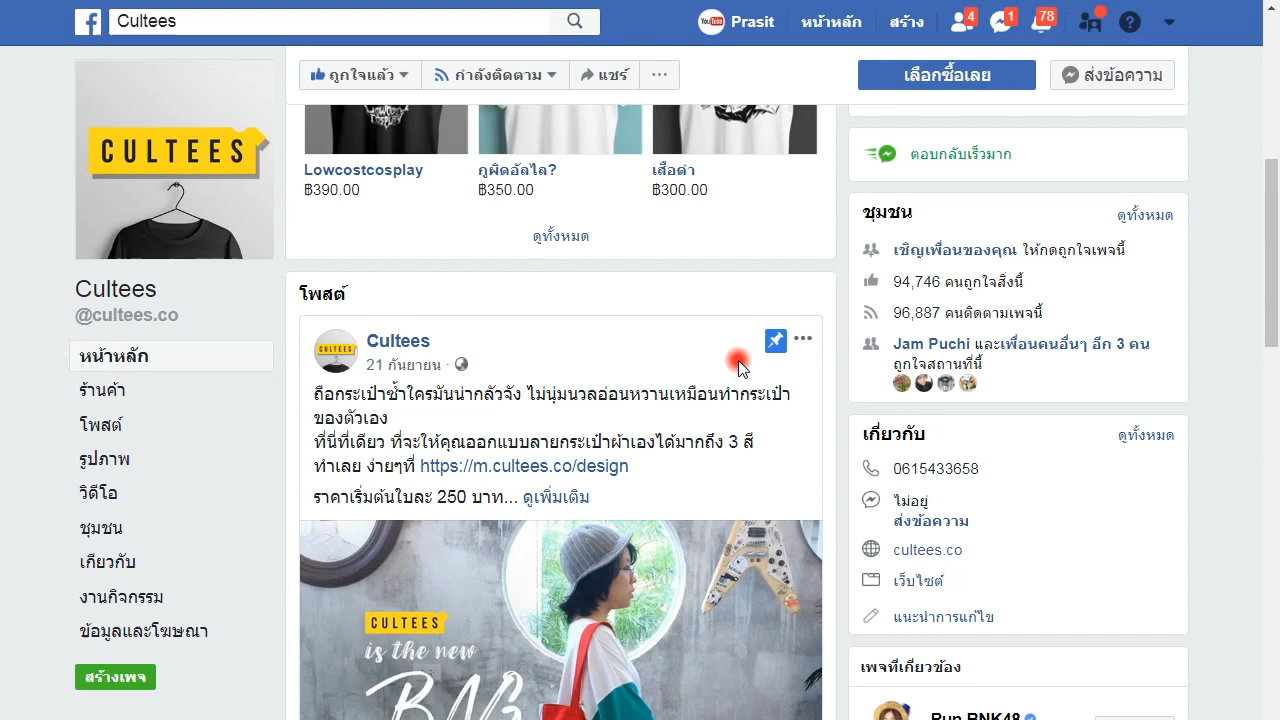 Cultees
YouTube
Prasit
หน้าหลัก
สร้าง
4
1
78
ถูกใจแล้ว
กำลังติดตาม
แชร์
เลือกซื้อเลย
ส่งข้อความ
CULTEES
Cultees
@cultees.co
หน้าหลัก
ร้านค้า
โพสต์
รูปภาพ
วิดีโอ
ชุมชน
เกี่ยวกับ
งานกิจกรรม
ข้อมูลและโฆษณา
สร้างเพจ
Lowcostcosplay
กูผิดอัลไล?
เสื้อดำ
฿390.00
฿350.00
฿300.00
ดูทั้งหมด
โพสต์
CULTEES
Cultees
21 กันยายน ·
ถือกระเป๋าซ้ำใครมันน่ากลัวจัง ไม่นุ่มนวลอ่อนหวานเหมือนทำกระเป๋า
ของตัวเอง
ที่นี่ที่เดียว ที่จะให้คุณออกแบบลายกระเป๋าผ้าเองได้มากถึง 3 สี
ทำเลย ง่ายๆที่ https://m.cultees.co/design
ราคาเริ่มต้นใบละ 250 บาท... ดูเพิ่มเติม
CULTEES
is the new
BAG
ตอบกลับเร็วมาก
ชุมชน
ดูทั้งหมด
เชิญเพื่อนของคุณ ให้กดถูกใจเพจนี้
94,746 คนถูกใจสิ่งนี้
96,887 คนติดตามเพจนี้
Jam Puchi และเพื่อนคนอื่นๆ อีก 3 คน
ถูกใจสถานที่นี้
เกี่ยวกับ
ดูทั้งหมด
0615433658
ไม่อยู่
ส่งข้อความ
cultees.co
เว็บไซต์
แนะนำการแก้ไข
เพจที่เกี่ยวข้อง
Pun BNK48